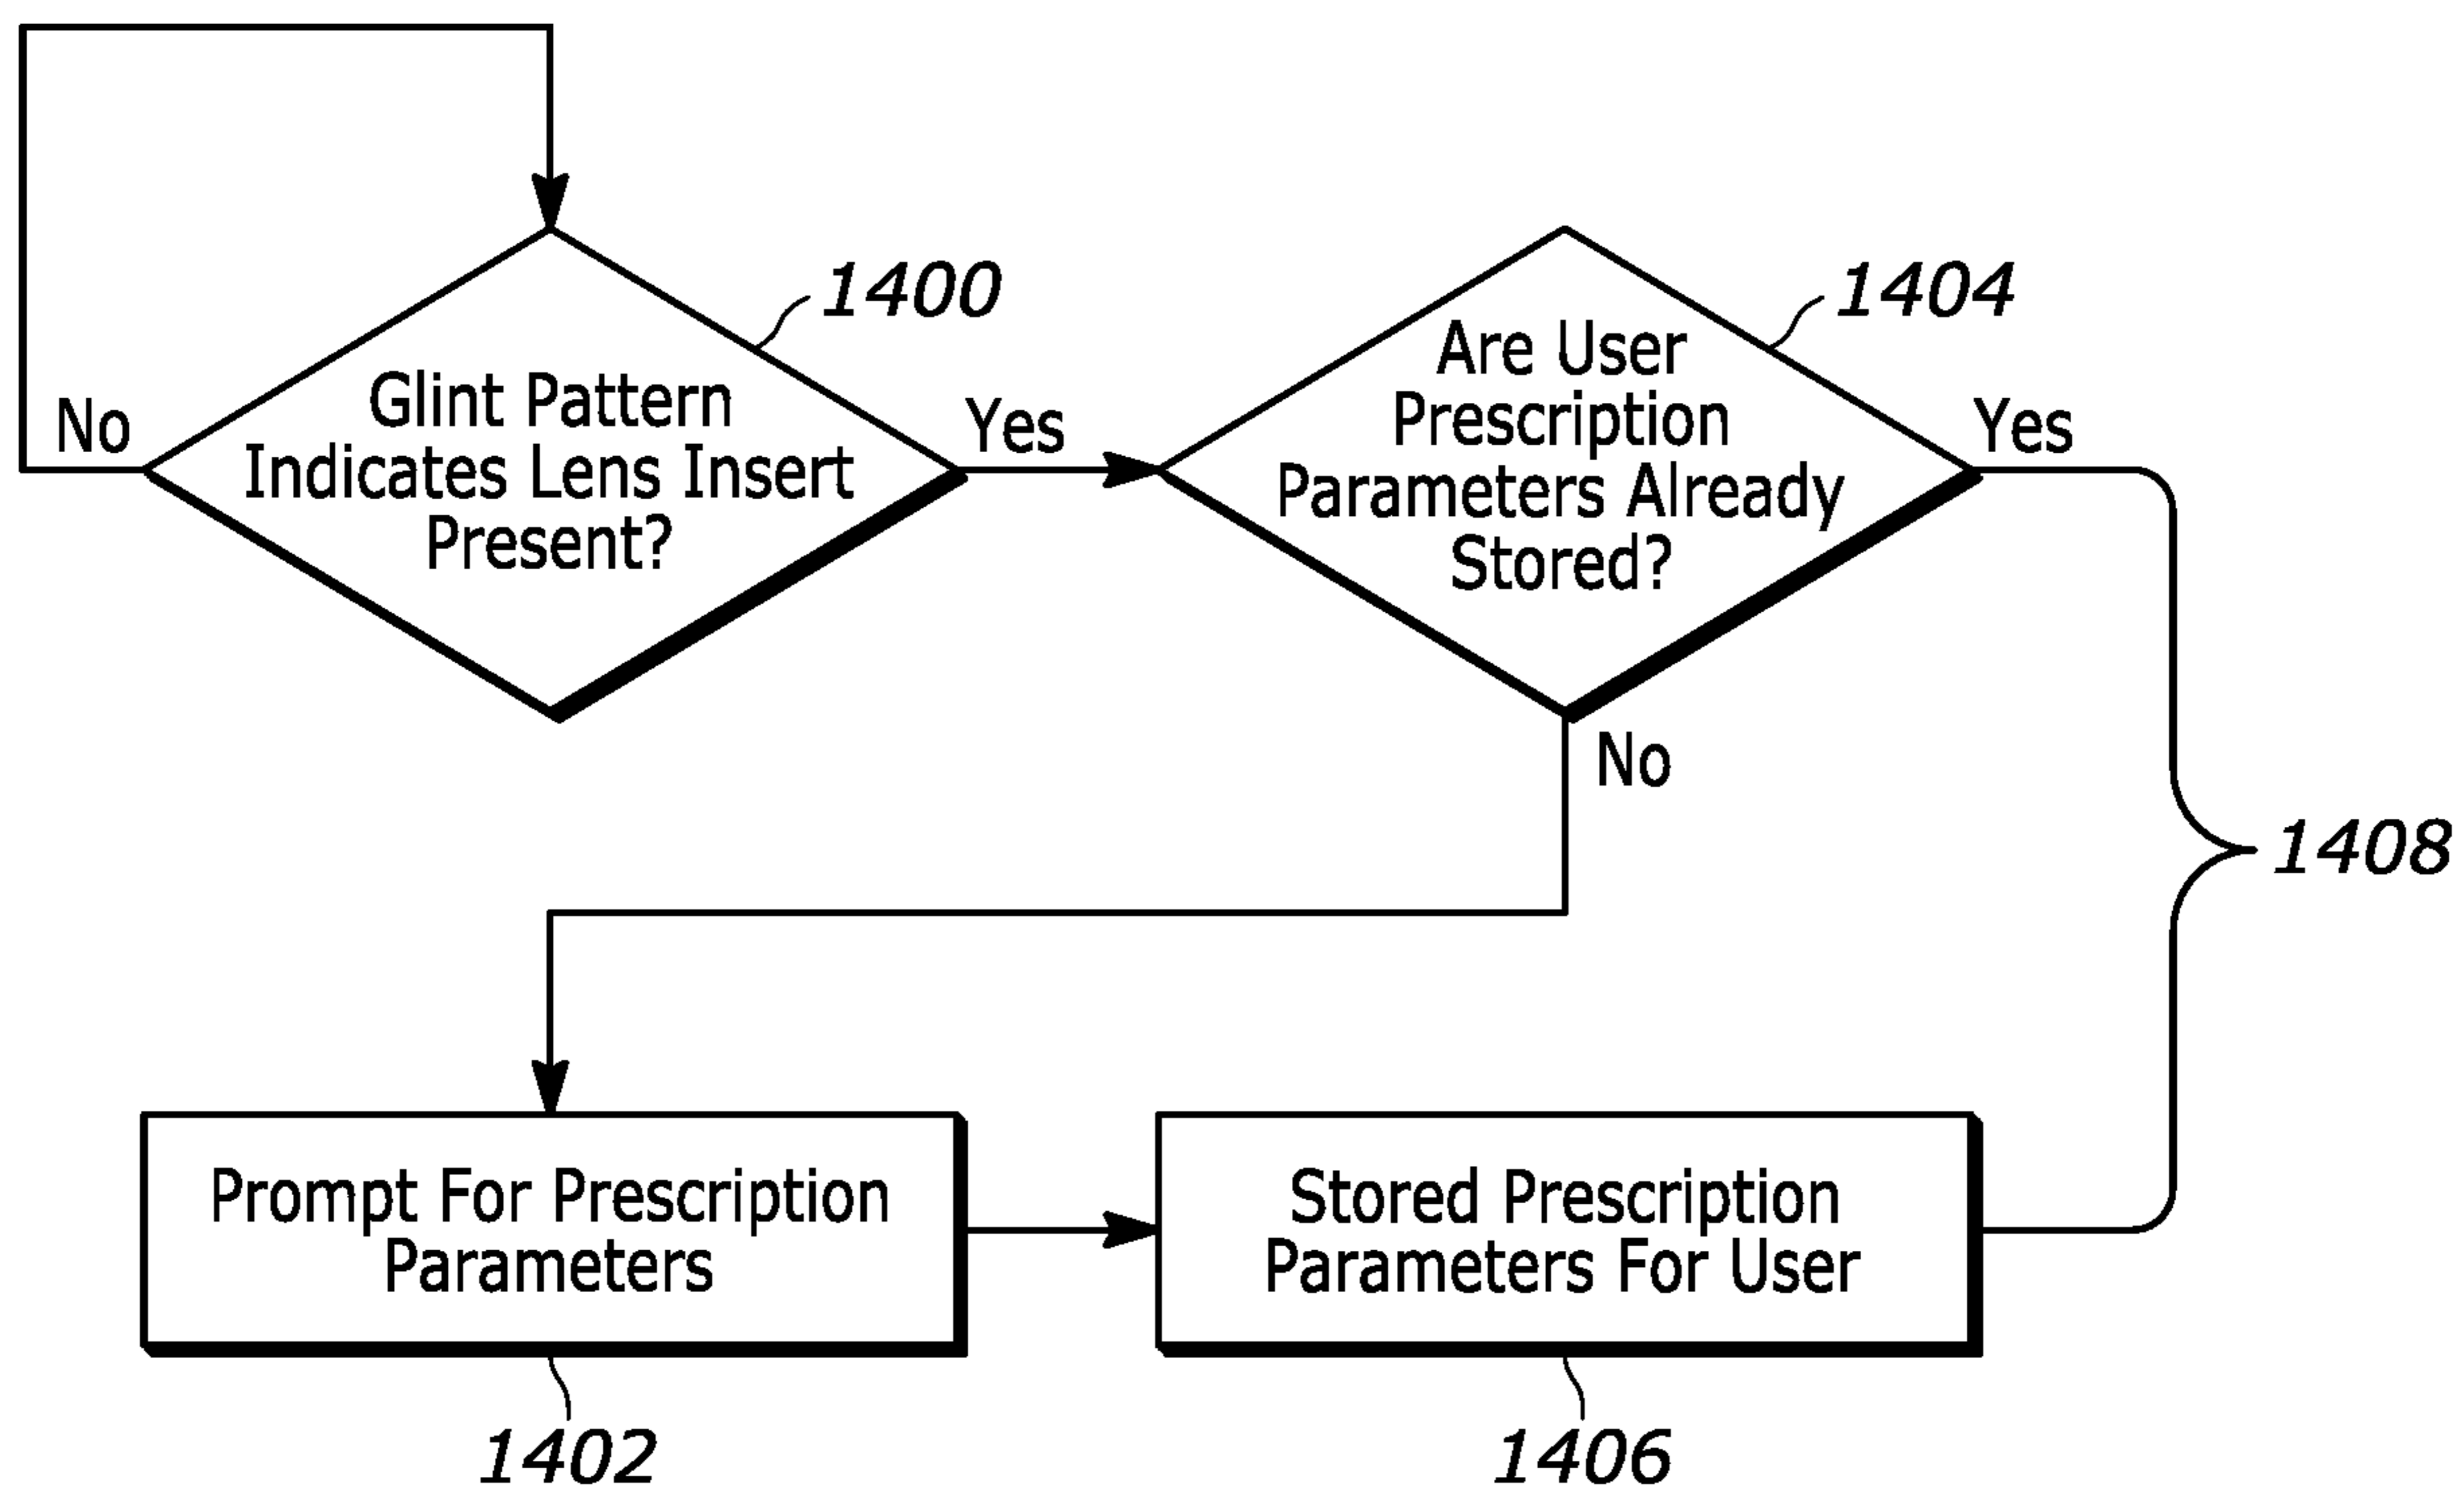 1400
Glint Pattern
Indicates Lens Insert
Present?
No
Yes
1404
Are User
Prescription
Parameters Already
Stored?
Yes
No
1408
Prompt For Prescription
Parameters
1402
Stored Prescription
Parameters For User
1406